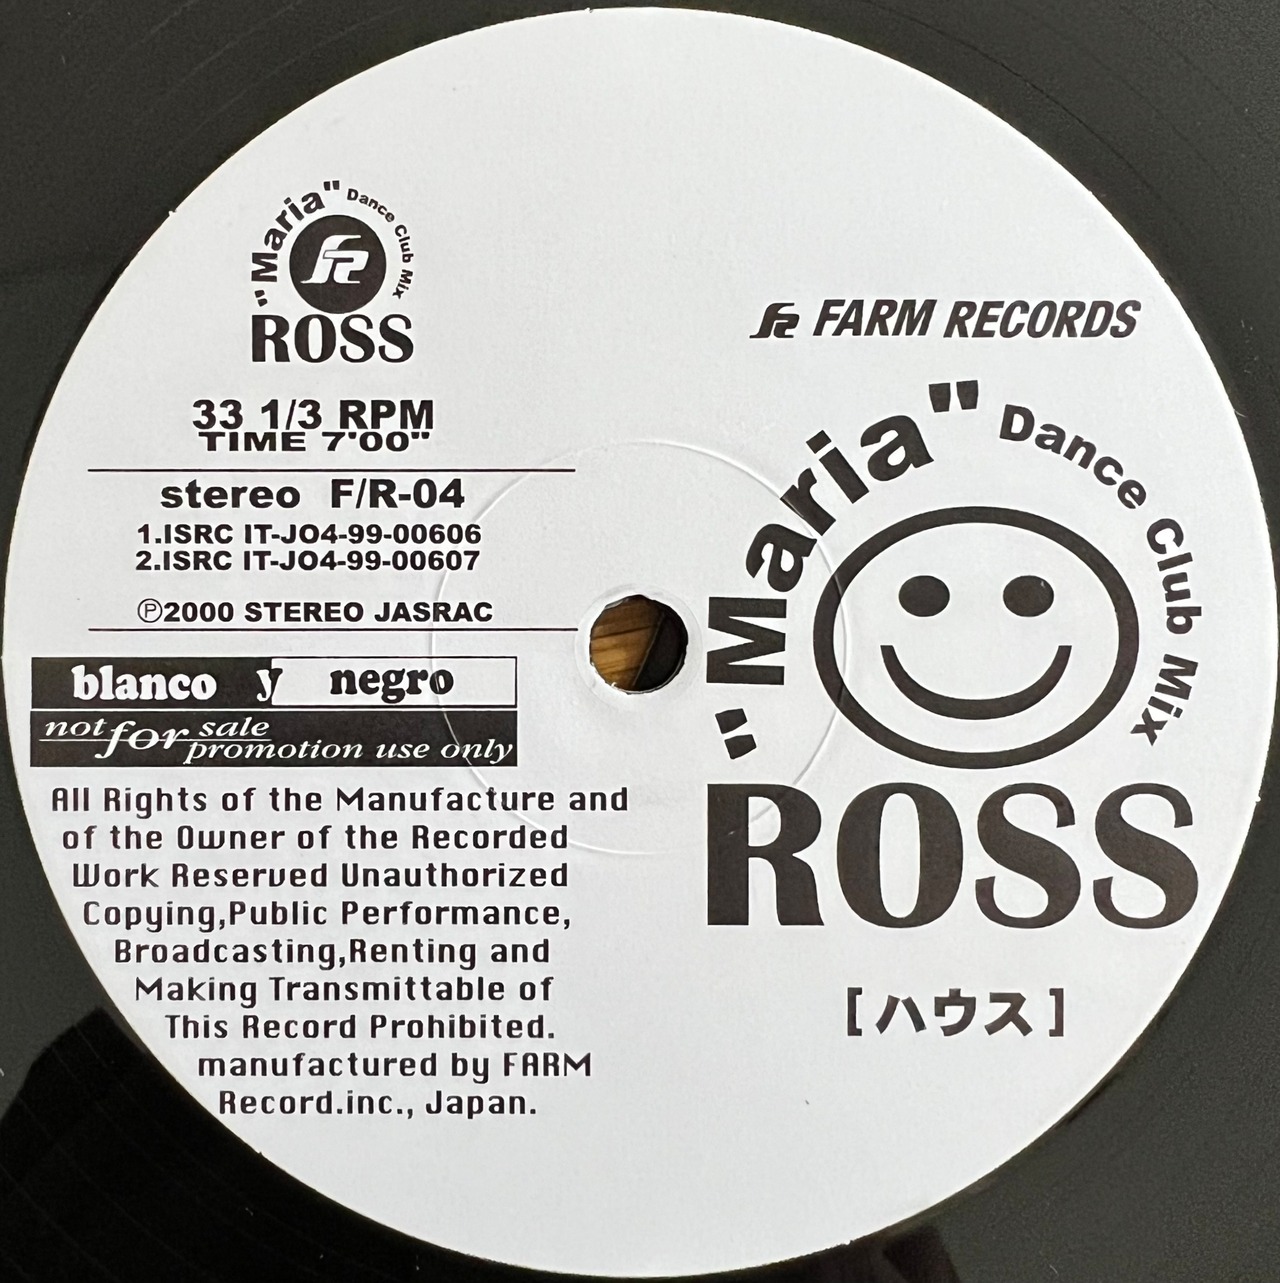 "Maria" Dance Club Mix
ROSS
33 1/3 RPM
TIME 7'00"
stereo F/R-04
1.ISRC IT-JO4-99-00606
2.ISRC IT-JO4-99-00607
Ⓟ2000 STEREO JASRAC
blanco y negro
not for sale
promotion use only
All Rights of the Manufacture and
of the Owner of the Recorded
Work Reserved Unauthorized
Copying,Public Performance,
Broadcasting,Renting and
Making Transmittable of
This Record Prohibited.
manufactured by FARM
Record.inc., Japan.
FR FARM RECORDS
"Maria" Dance Club Mix
ROSS
[ハウス]